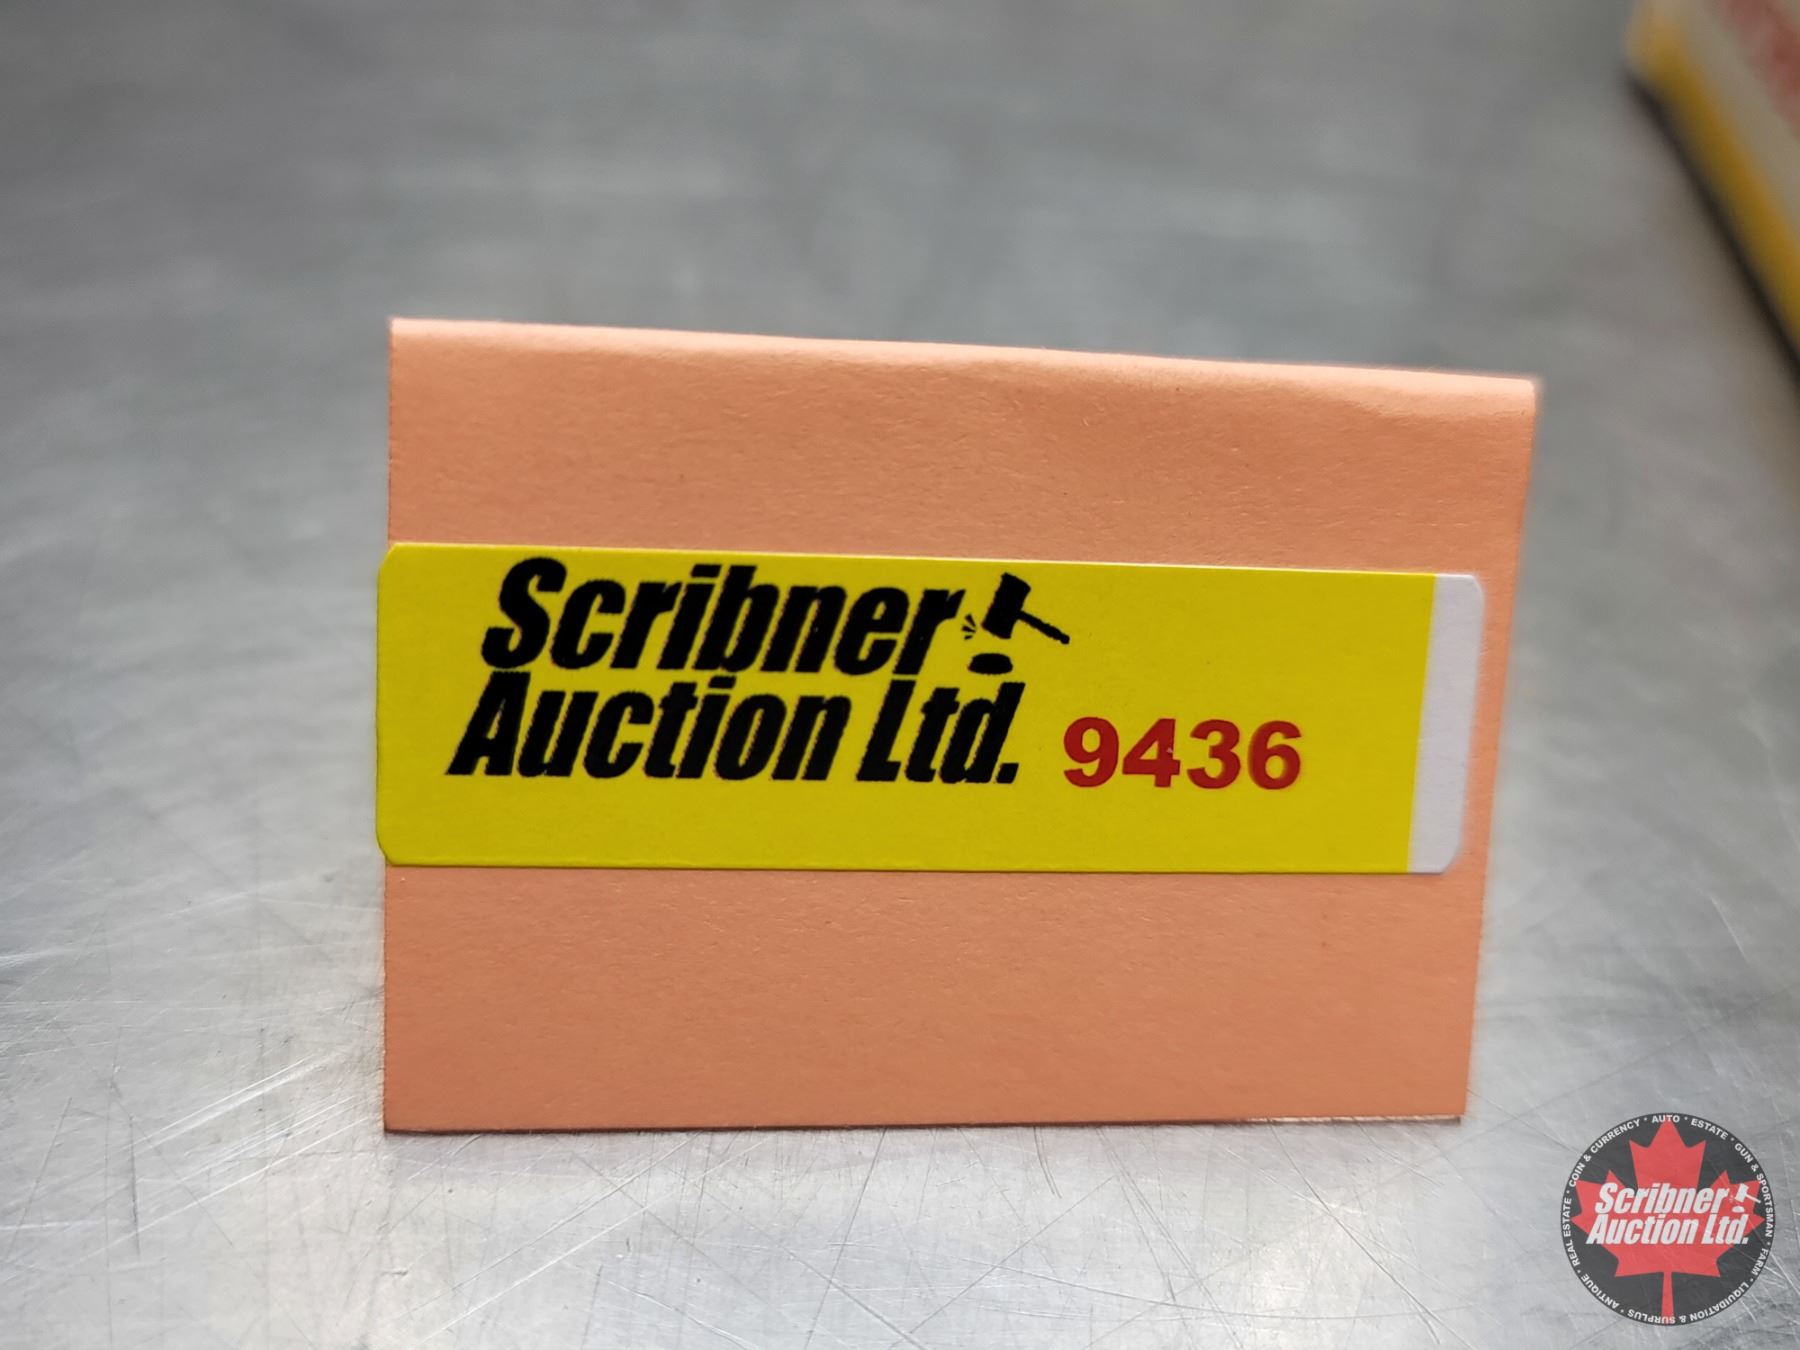 Scribner
Auction Ltd. 9436
COIN & CURRENCY • AUTO • ESTATE • GUN & SPORTSMAN • FARM • LIQUIDATION & SURPLUS • ANTIQUE • REAL ESTATE •
Scribner
Auction Ltd.